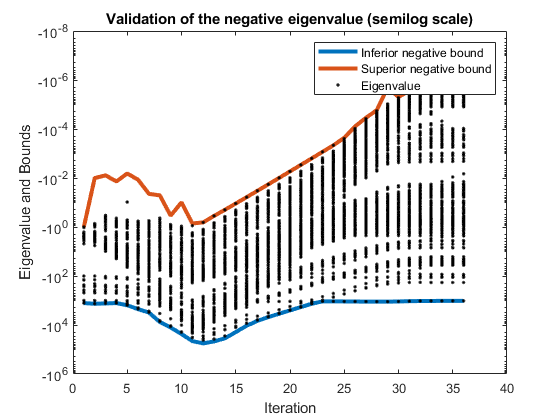 Validation of the negative eigenvalue (semilog scale)
-10^-8
-10^-6
-10^-4
-10^-2
-10^0
-10^2
-10^4
-10^6
Eigenvalue and Bounds
Inferior negative bound
Superior negative bound
Eigenvalue
0 5 10 15 20 25 30 35 40
Iteration